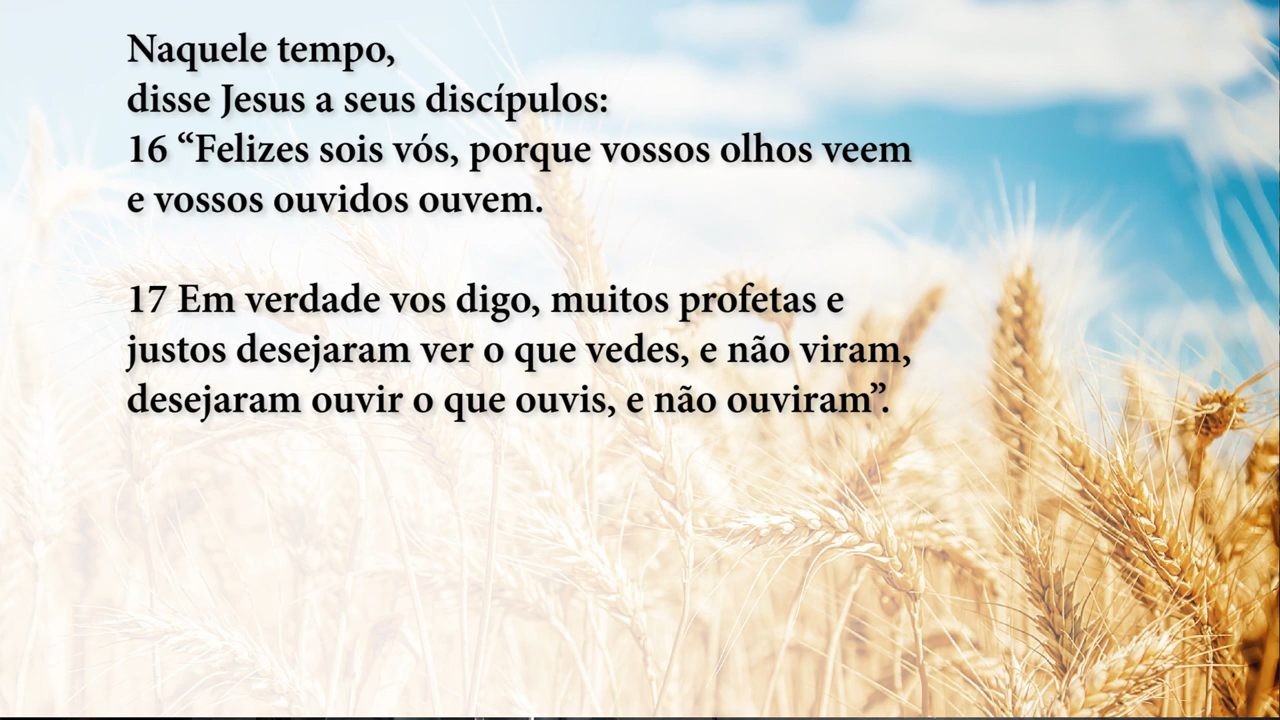 Naquele tempo,
disse Jesus a seus discípulos:
16 “Felizes sois vós, porque vossos olhos veem
e vossos ouvidos ouvem.
17 Em verdade vos digo, muitos profetas e
justos desejaram ver o que vedes, e não viram,
desejaram ouvir o que ouvis, e não ouviram”.